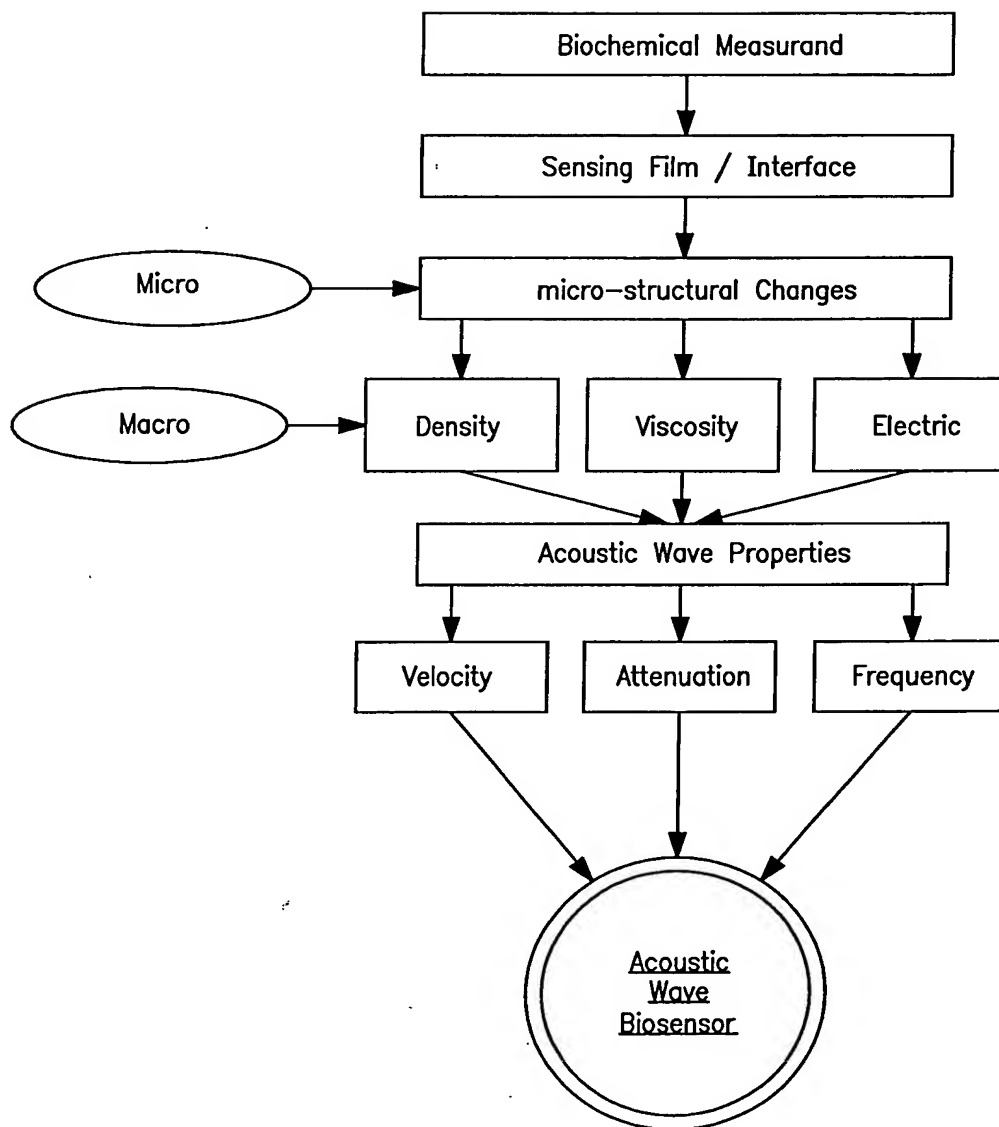 Biochemical Measurand
Sensing Film / Interface
Micro
micro-structural Changes
Macro
Density
Viscosity
Electric
Acoustic Wave Properties
Velocity
Attenuation
Frequency
Acoustic
Wave
Biosensor